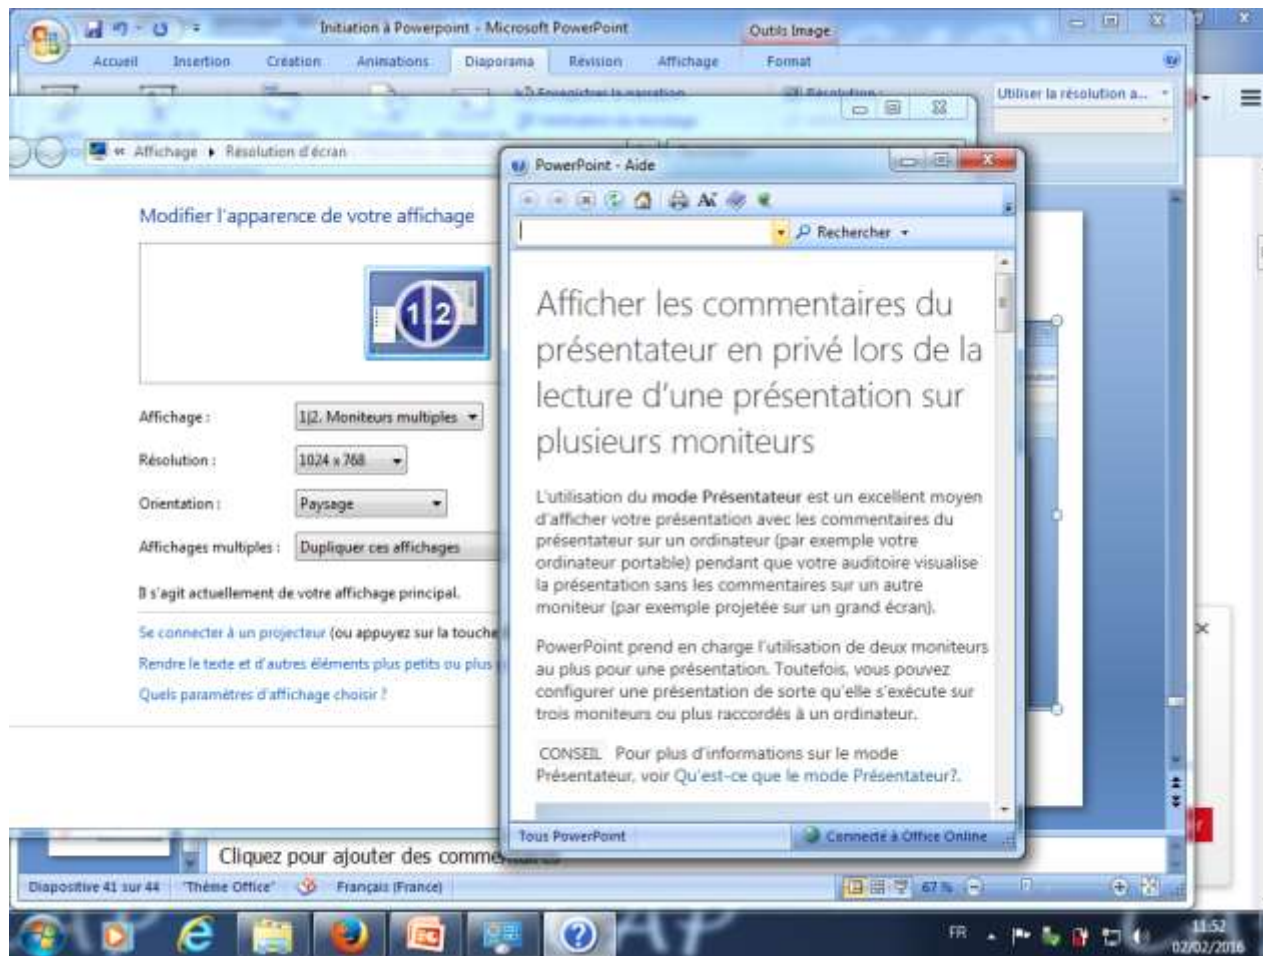 Initiation à Powerpoint - Microsoft PowerPoint
Outils Image
Accueil Insertion Création Animations Diaporama Révision Affichage Format
Enregistrer la narration
Résolution :
Utiliser la résolution a...
« Affichage ▸ Résolution d'écran
Modifier l'apparence de votre affichage
1 2
Affichage : 1|2. Moniteurs multiples
Résolution : 1024 x 768
Orientation : Paysage
Affichages multiples : Dupliquer ces affichages
Il s'agit actuellement de votre affichage principal.
Se connecter à un projecteur (ou appuyez sur la touche
Rendre le texte et d'autres éléments plus petits ou plus
Quels paramètres d'affichage choisir ?
PowerPoint - Aide
Rechercher
Afficher les commentaires du
présentateur en privé lors de la
lecture d'une présentation sur
plusieurs moniteurs
L'utilisation du mode Présentateur est un excellent moyen
d'afficher votre présentation avec les commentaires du
présentateur sur un ordinateur (par exemple votre
ordinateur portable) pendant que votre auditoire visualise
la présentation sans les commentaires sur un autre
moniteur (par exemple projetée sur un grand écran).
PowerPoint prend en charge l'utilisation de deux moniteurs
au plus pour une présentation. Toutefois, vous pouvez
configurer une présentation de sorte qu'elle s'exécute sur
trois moniteurs ou plus raccordés à un ordinateur.
CONSEIL Pour plus d'informations sur le mode
Présentateur, voir Qu'est-ce que le mode Présentateur?.
Tous PowerPoint
Connecté à Office Online
Cliquez pour ajouter des commentaires
Diapositive 41 sur 44 "Thème Office" Français (France)
67 %
FR
11:52
02/02/2016